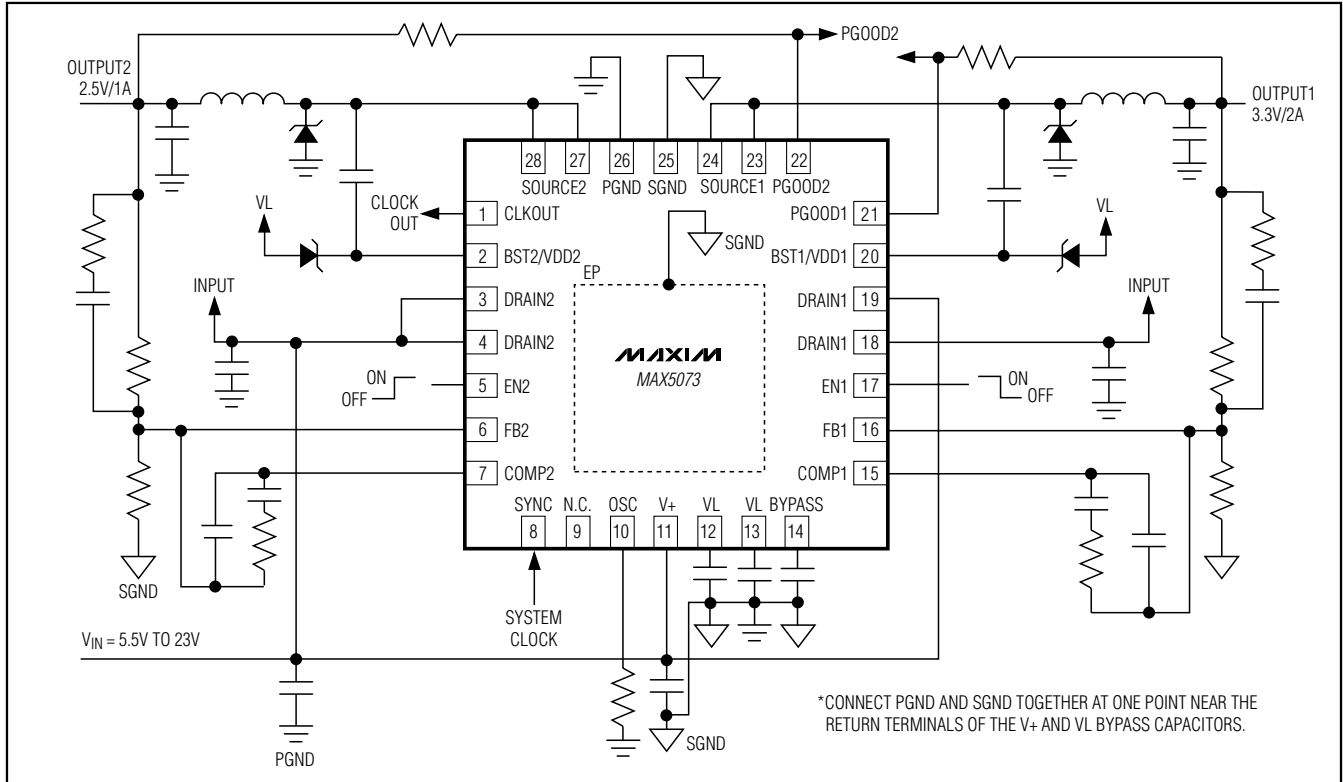 PGOOD2
OUTPUT2
2.5V/1A
OUTPUT1
3.3V/2A
28 27 26 25 24 23 22
SOURCE2 PGND SGND SOURCE1 PGOOD2
CLOCK
OUT
1 CLKOUT
PGOOD1 21
VL
SGND
VL
2 BST2/VDD2
BST1/VDD1 20
EP
INPUT
3 DRAIN2
DRAIN1 19
INPUT
4 DRAIN2
DRAIN1 18
MAXIM
MAX5073
ON
OFF
5 EN2
EN1 17
ON
OFF
6 FB2
FB1 16
7 COMP2
COMP1 15
SYNC N.C. OSC V+ VL VL BYPASS
8 9 10 11 12 13 14
SGND
SYSTEM
CLOCK
VIN = 5.5V TO 23V
PGND
SGND
*CONNECT PGND AND SGND TOGETHER AT ONE POINT NEAR THE
RETURN TERMINALS OF THE V+ AND VL BYPASS CAPACITORS.